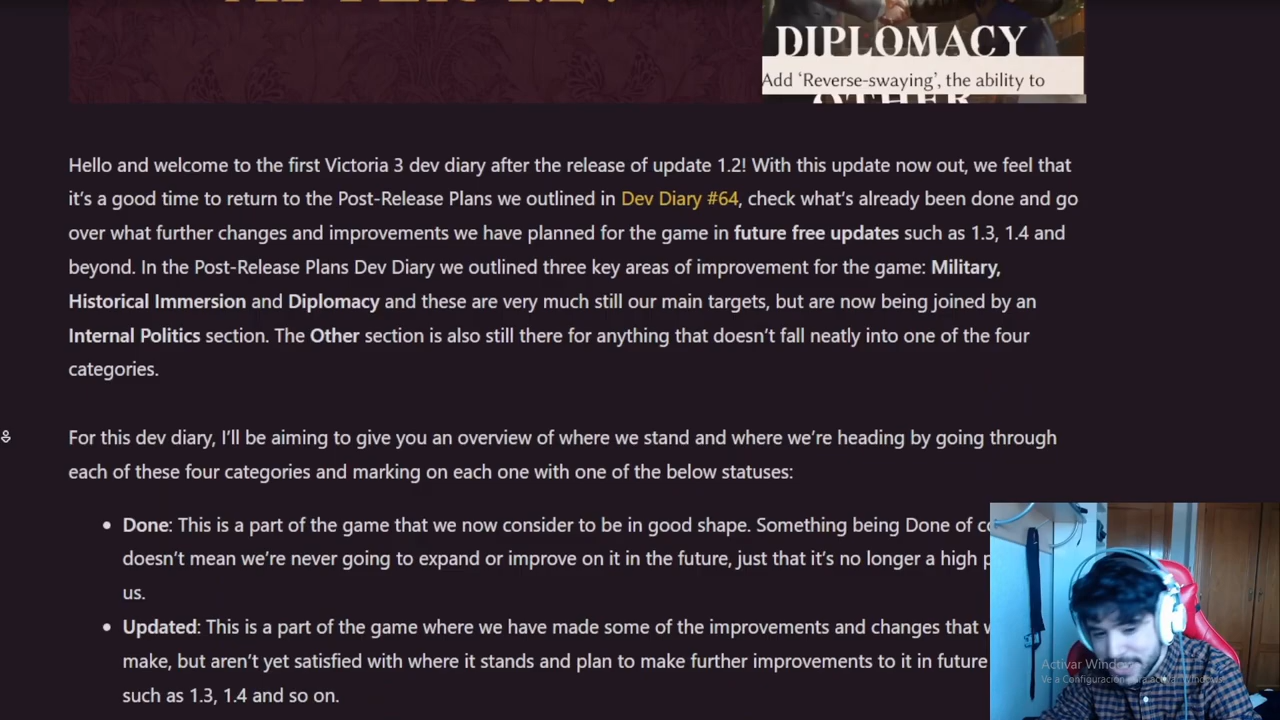 DIPLOMACY
Add ‘Reverse-swaying’, the ability to
OTHER
Hello and welcome to the first Victoria 3 dev diary after the release of update 1.2! With this update now out, we feel that
it’s a good time to return to the Post-Release Plans we outlined in Dev Diary #64, check what’s already been done and go
over what further changes and improvements we have planned for the game in future free updates such as 1.3, 1.4 and
beyond. In the Post-Release Plans Dev Diary we outlined three key areas of improvement for the game: Military,
Historical Immersion and Diplomacy and these are very much still our main targets, but are now being joined by an
Internal Politics section. The Other section is also still there for anything that doesn’t fall neatly into one of the four
categories.
For this dev diary, I’ll be aiming to give you an overview of where we stand and where we’re heading by going through
each of these four categories and marking on each one with one of the below statuses:
Done: This is a part of the game that we now consider to be in good shape. Something being Done of
doesn’t mean we’re never going to expand or improve on it in the future, just that it’s no longer a high
us.
Updated: This is a part of the game where we have made some of the improvements and changes that
make, but aren’t yet satisfied with where it stands and plan to make further improvements to it in future
such as 1.3, 1.4 and so on.
Activar Windows
Ve a Configuración para activar Windows.